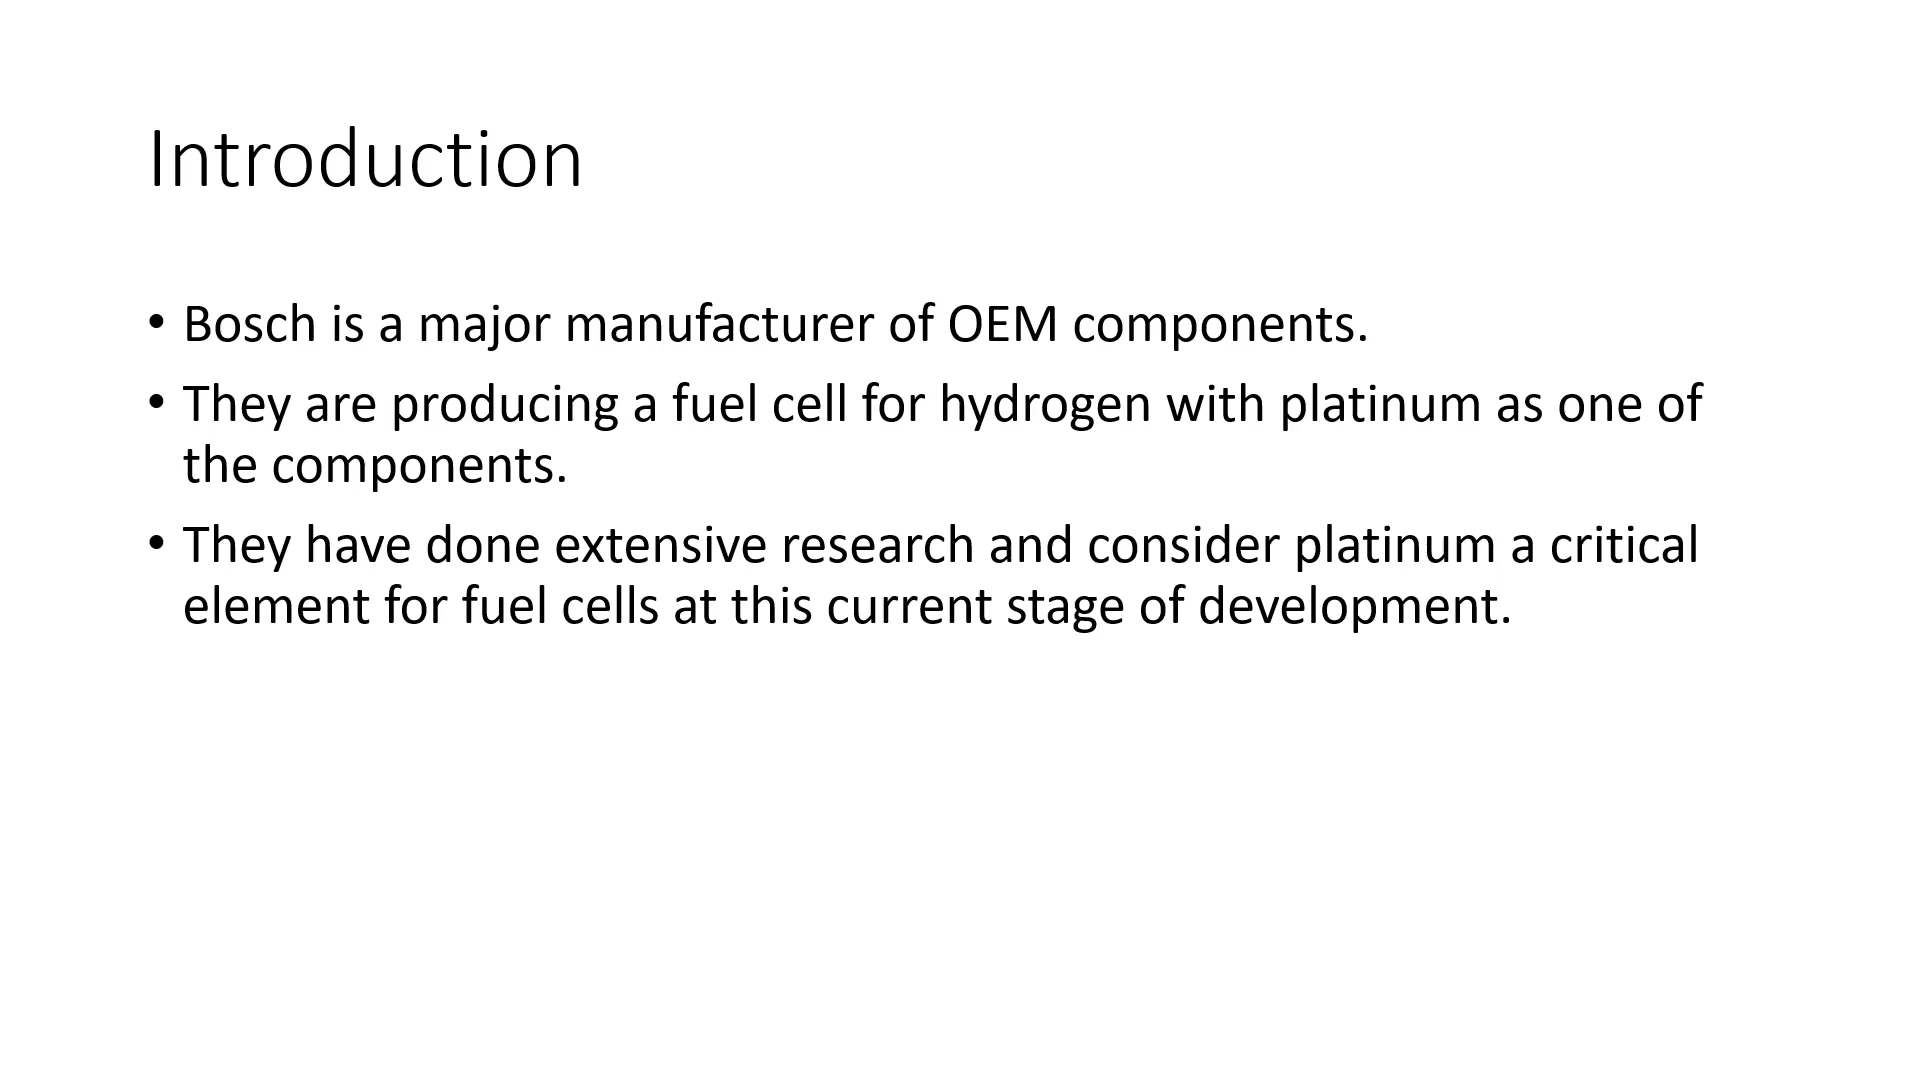 Introduction
• Bosch is a major manufacturer of OEM components.
• They are producing a fuel cell for hydrogen with platinum as one of
the components.
• They have done extensive research and consider platinum a critical
element for fuel cells at this current stage of development.